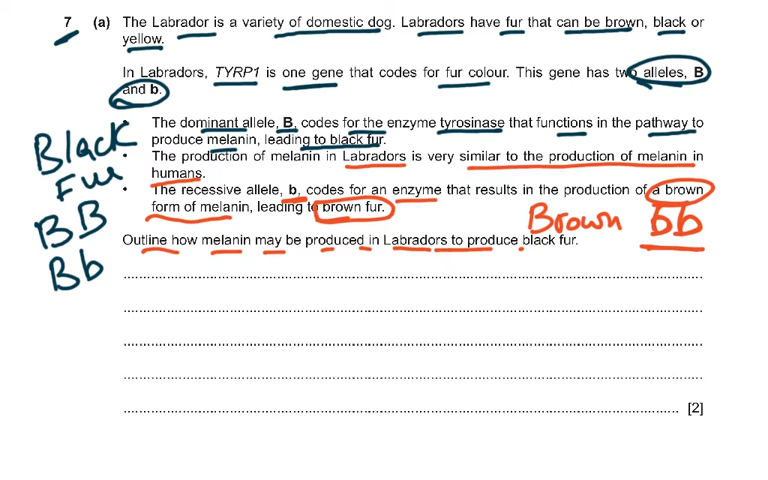 7 (a) The Labrador is a variety of domestic dog. Labradors have fur that can be brown, black or
yellow.
In Labradors, TYRP1 is one gene that codes for fur colour. This gene has two alleles, B
and b.
• The dominant allele, B, codes for the enzyme tyrosinase that functions in the pathway to
produce melanin, leading to black fur.
• The production of melanin in Labradors is very similar to the production of melanin in
humans.
• The recessive allele, b, codes for an enzyme that results in the production of a brown
form of melanin, leading to brown fur.
Black
Fur
BB
Bb
Brown bb
Outline how melanin may be produced in Labradors to produce black fur.
[2]